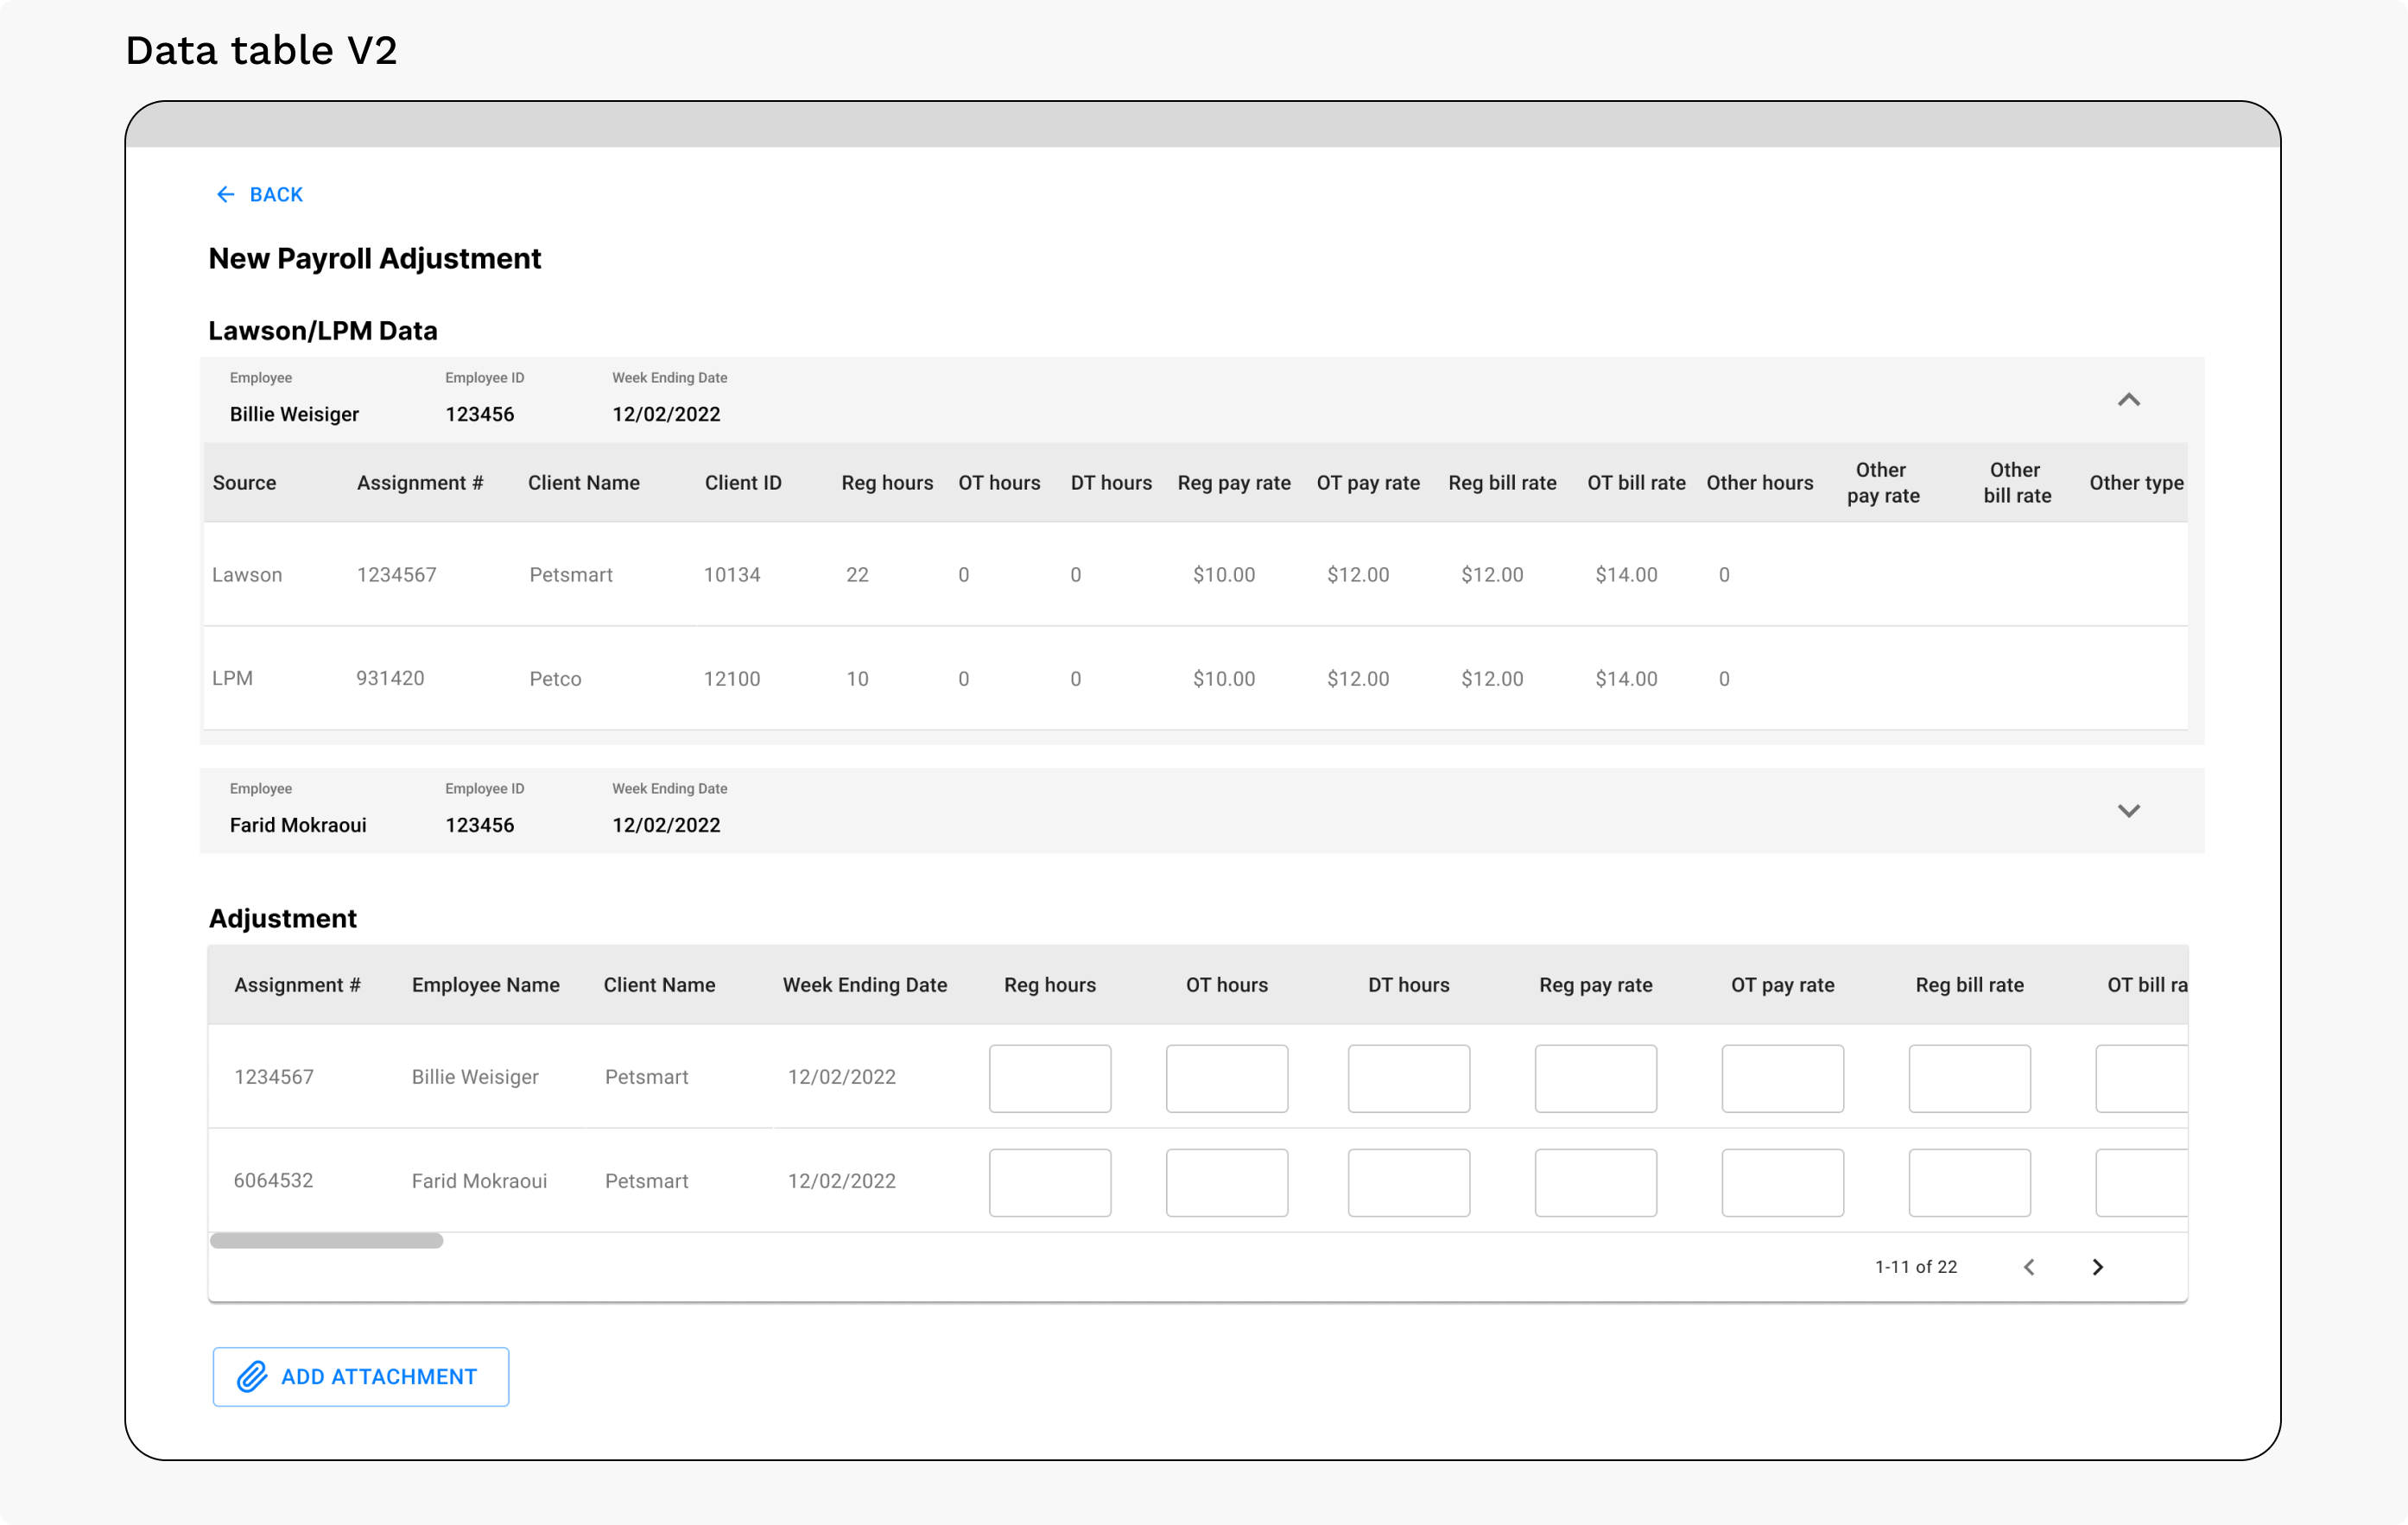 Data table V2
BACK
New Payroll Adjustment
Lawson/LPM Data
Employee Employee ID Week Ending Date
Billie Weisiger 123456 12/02/2022
Source Assignment # Client Name Client ID Reg hours OT hours DT hours Reg pay rate OT pay rate Reg bill rate OT bill rate Other hours Other pay rate Other bill rate Other type
Lawson 1234567 Petsmart 10134 22 0 0 $10.00 $12.00 $12.00 $14.00 0
LPM 931420 Petco 12100 10 0 0 $10.00 $12.00 $12.00 $14.00 0
Employee Employee ID Week Ending Date
Farid Mokraoui 123456 12/02/2022
Adjustment
Assignment # Employee Name Client Name Week Ending Date Reg hours OT hours DT hours Reg pay rate OT pay rate Reg bill rate OT bill ra
1234567 Billie Weisiger Petsmart 12/02/2022
6064532 Farid Mokraoui Petsmart 12/02/2022
1-11 of 22
ADD ATTACHMENT